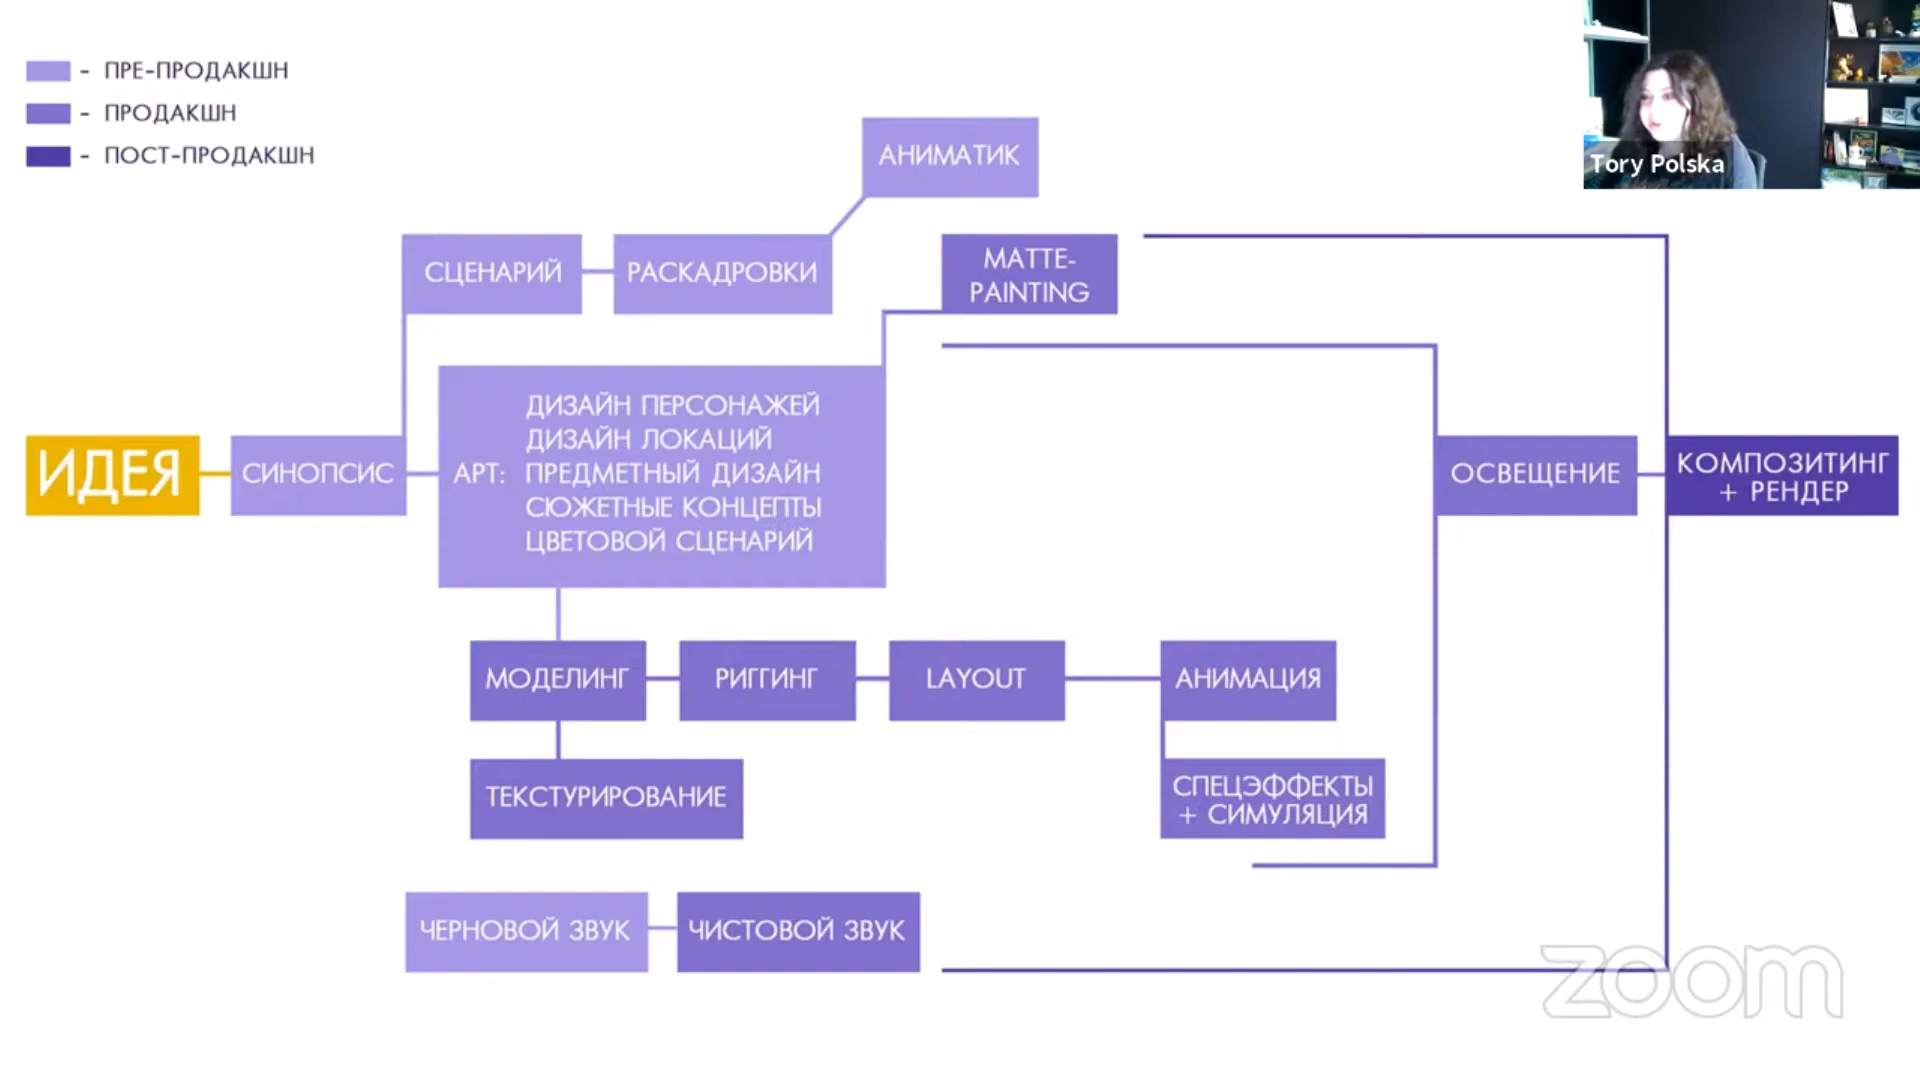 - ПРЕ-ПРОДАКШН
- ПРОДАКШН
- ПОСТ-ПРОДАКШН
Tory Polska
АНИМАТИК
СЦЕНАРИЙ
РАСКАДРОВКИ
MATTE-
PAINTING
ИДЕЯ
СИНОПСИС
АРТ:
ДИЗАЙН ПЕРСОНАЖЕЙ
ДИЗАЙН ЛОКАЦИЙ
ПРЕДМЕТНЫЙ ДИЗАЙН
СЮЖЕТНЫЕ КОНЦЕПТЫ
ЦВЕТОВОЙ СЦЕНАРИЙ
ОСВЕЩЕНИЕ
КОМПОЗИТИНГ
+ РЕНДЕР
МОДЕЛИНГ
РИГГИНГ
LAYOUT
АНИМАЦИЯ
ТЕКСТУРИРОВАНИЕ
СПЕЦЭФФЕКТЫ
+ СИМУЛЯЦИЯ
ЧЕРНОВОЙ ЗВУК
ЧИСТОВОЙ ЗВУК
zoom